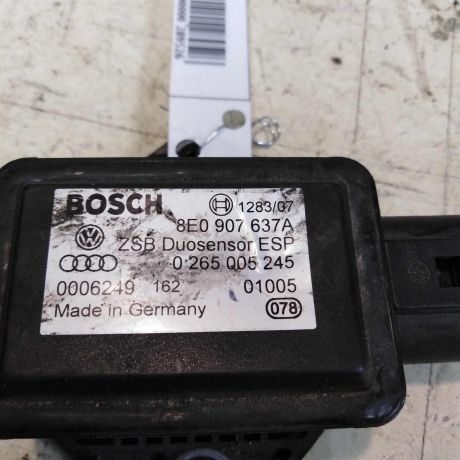 BOSCH 1283/07
8E0 907 637A
ZSB Duosensor ESP
0 265 005 245
0006249 162 01005
Made in Germany 078